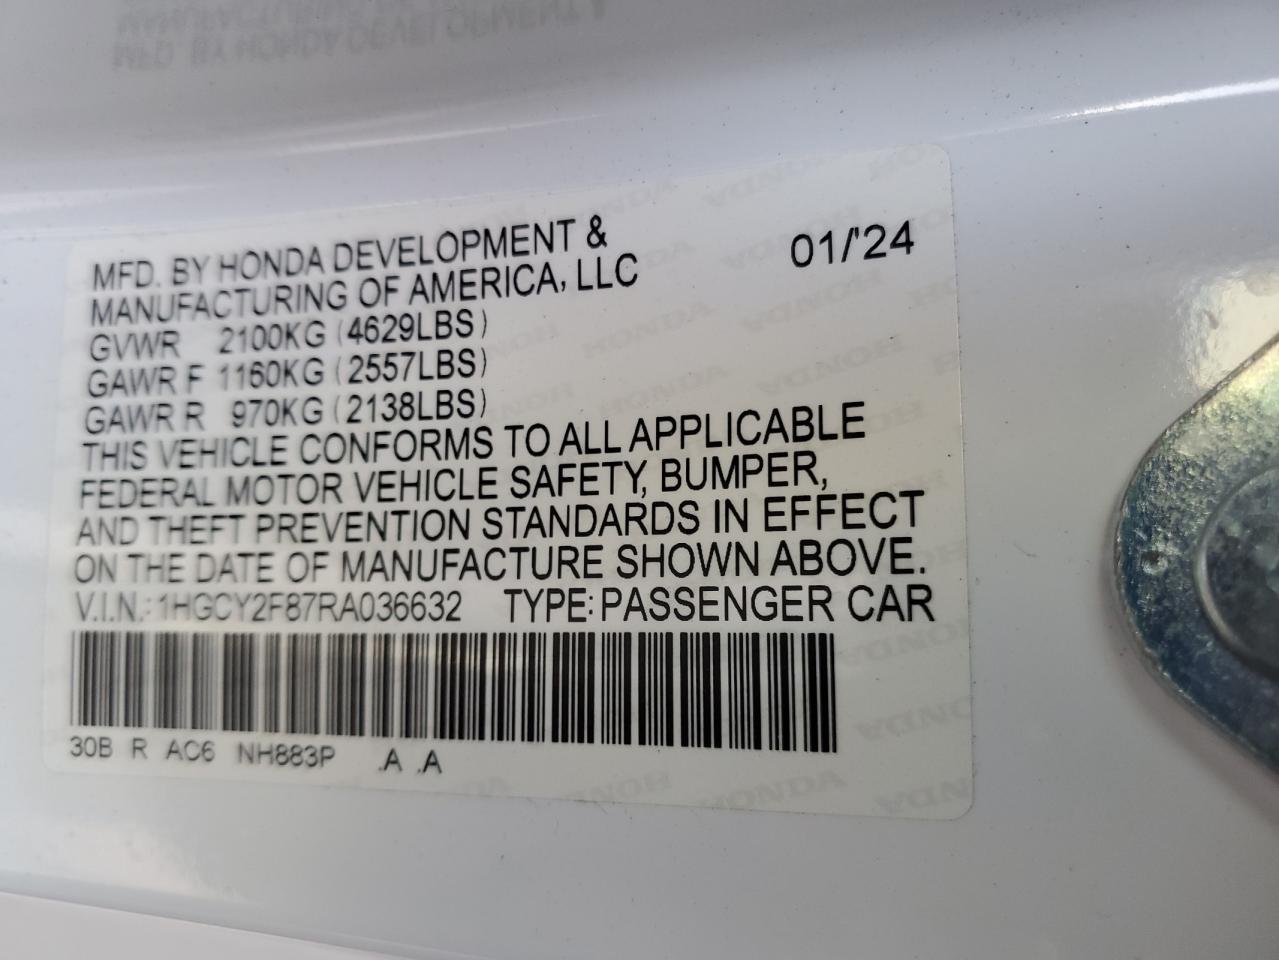 MFD. BY HONDA DEVELOPMENT & 01/'24
MANUFACTURING OF AMERICA, LLC
GVWR 2100KG (4629LBS)
GAWR F 1160KG (2557LBS)
GAWR R 970KG (2138LBS)
THIS VEHICLE CONFORMS TO ALL APPLICABLE
FEDERAL MOTOR VEHICLE SAFETY, BUMPER,
AND THEFT PREVENTION STANDARDS IN EFFECT
ON THE DATE OF MANUFACTURE SHOWN ABOVE.
V.I.N.: 1HGCY2F87RA036632 TYPE: PASSENGER CAR
30B R AC6 NH883P .A .A